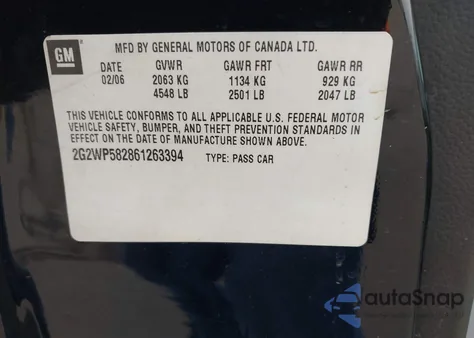 GM
MFD BY GENERAL MOTORS OF CANADA LTD.
DATE GVWR GAWR FRT GAWR RR
02/06 2063 KG 1134 KG 929 KG
4548 LB 2501 LB 2047 LB
THIS VEHICLE CONFORMS TO ALL APPLICABLE U.S. FEDERAL MOTOR
VEHICLE SAFETY, BUMPER, AND THEFT PREVENTION STANDARDS IN
EFFECT ON THE DATE OF MANUFACTURE SHOWN ABOVE.
2G2WP582861263394 TYPE: PASS CAR
autaSnap